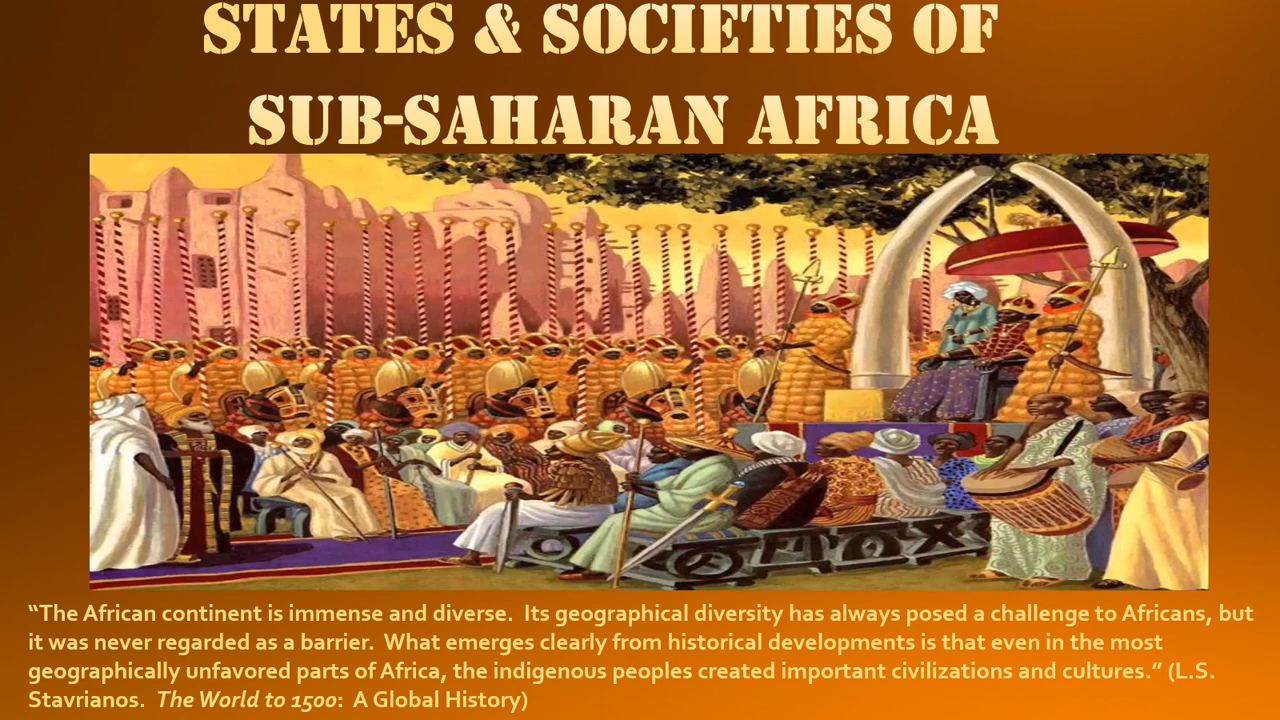 STATES & SOCIETIES OF
SUB-SAHARAN AFRICA
“The African continent is immense and diverse.  Its geographical diversity has always posed a challenge to Africans, but
it was never regarded as a barrier.  What emerges clearly from historical developments is that even in the most
geographically unfavored parts of Africa, the indigenous peoples created important civilizations and cultures.” (L.S.
Stavrianos.  The World to 1500:  A Global History)